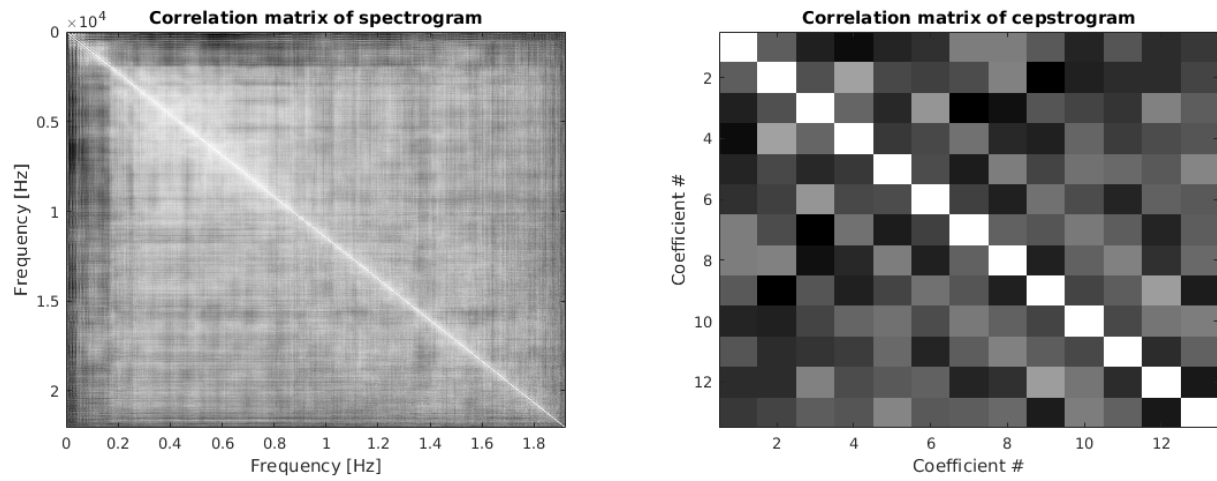 Correlation matrix of spectrogram
×10⁴
0
0.5
1
1.5
2
Frequency [Hz]
0 0.2 0.4 0.6 0.8 1 1.2 1.4 1.6 1.8
Frequency [Hz]
Correlation matrix of cepstrogram
2
4
6
8
10
12
Coefficient #
2 4 6 8 10 12
Coefficient #